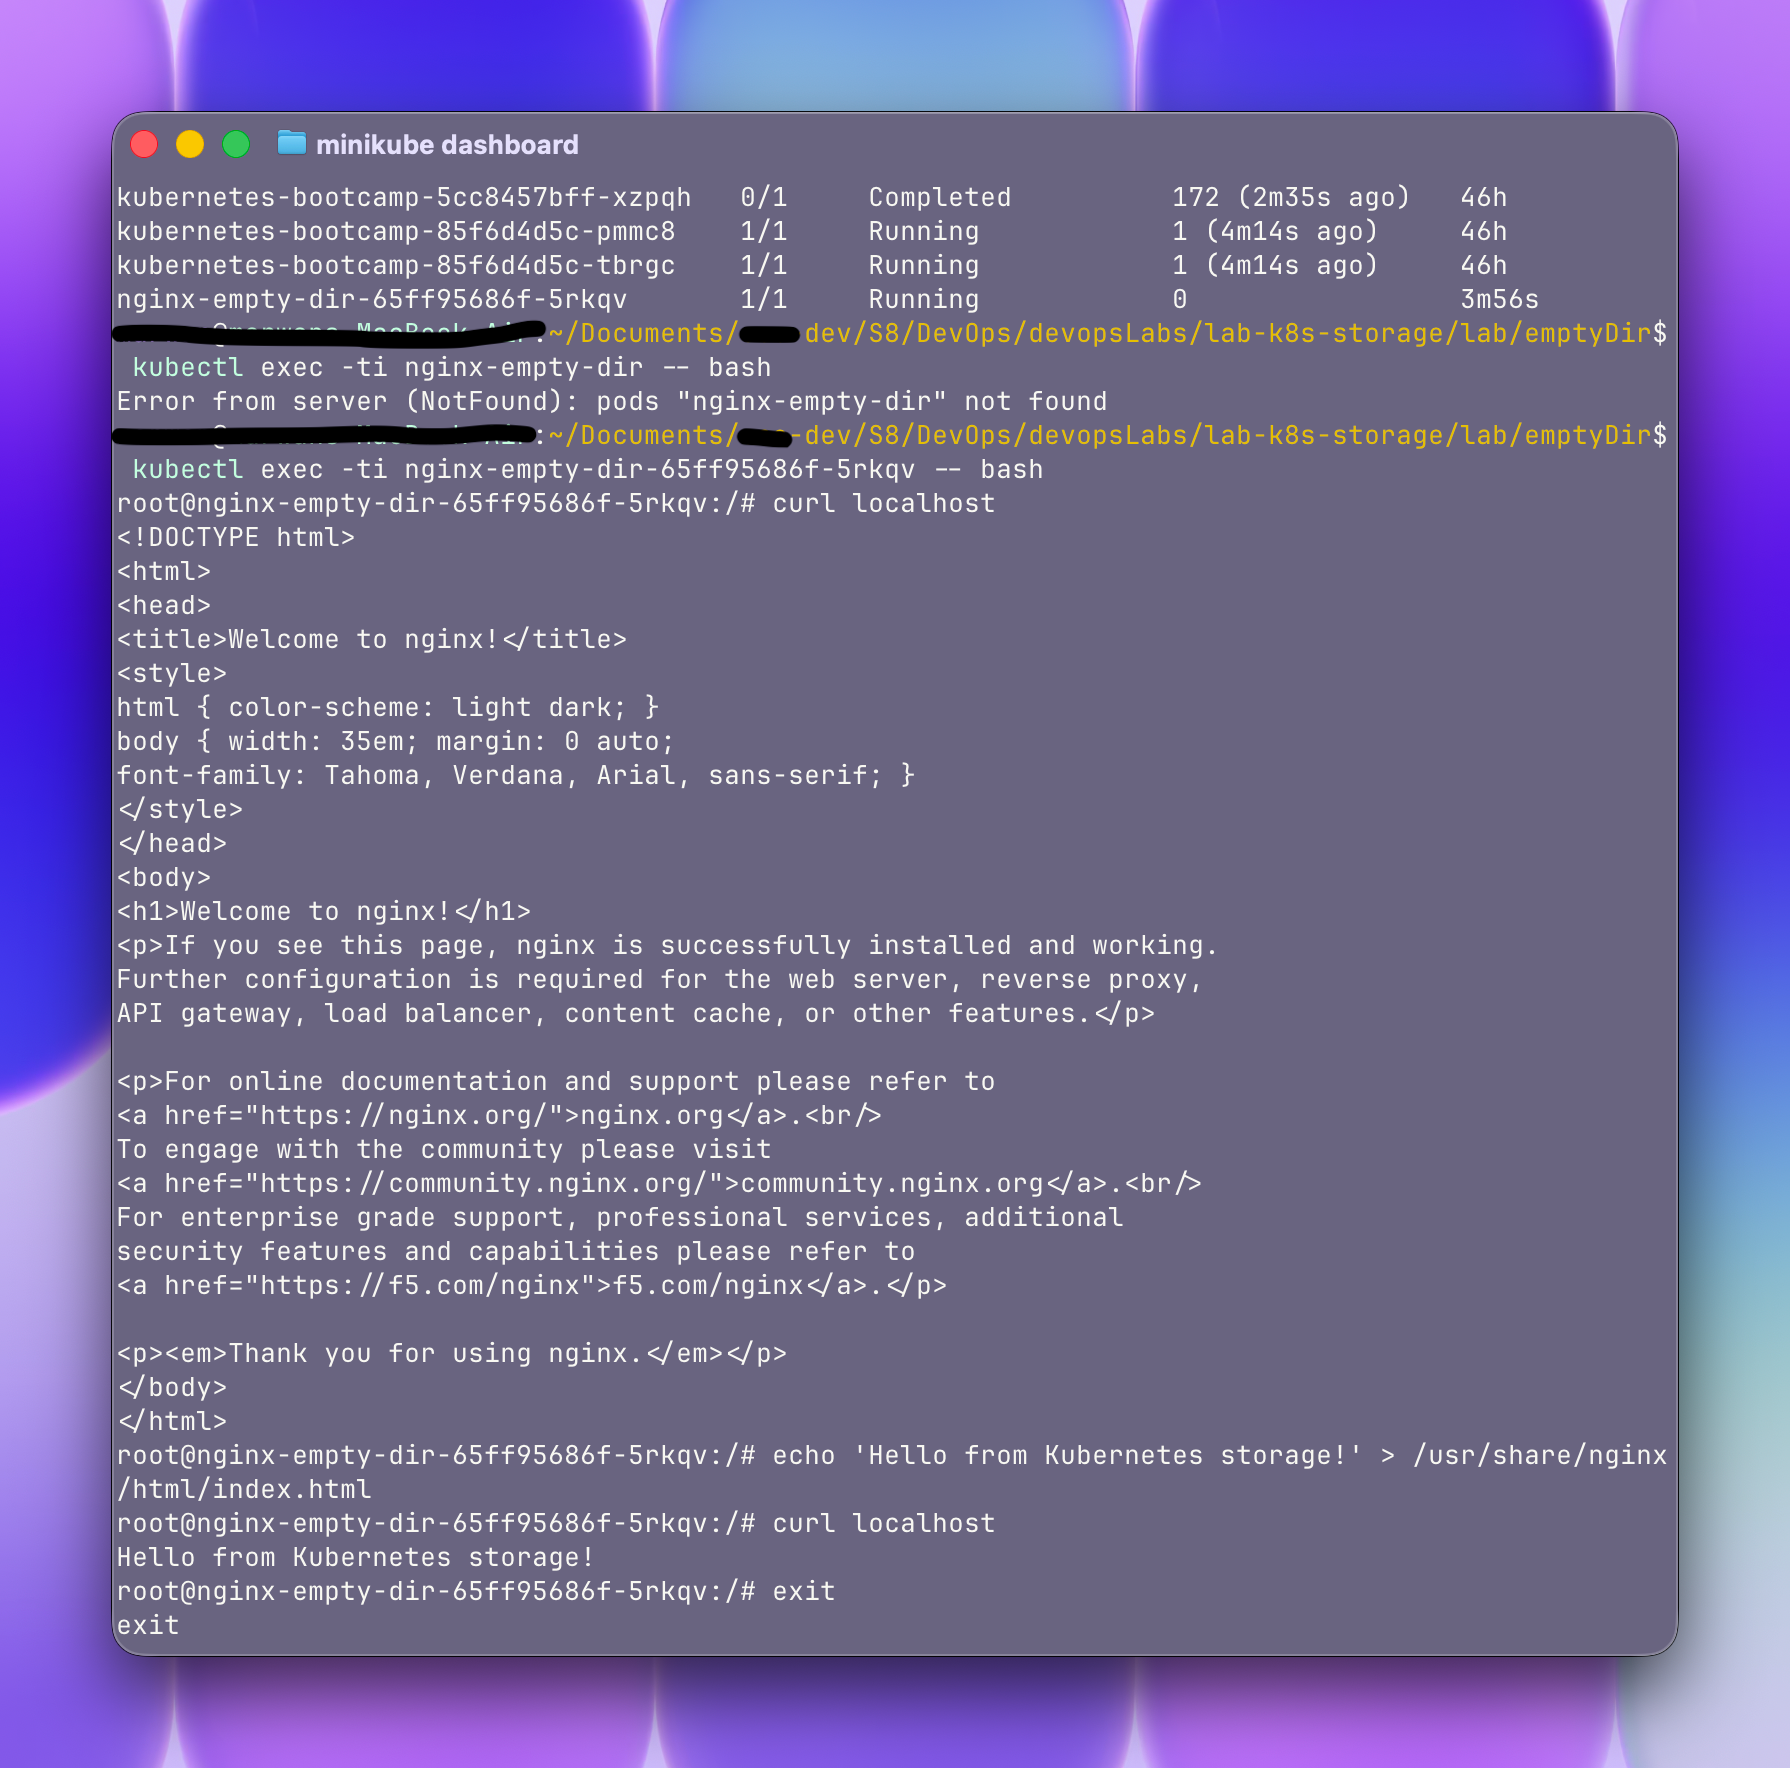 minikube dashboard
kubernetes-bootcamp-5cc8457bff-xzpqh   0/1     Completed          172 (2m35s ago)   46h
kubernetes-bootcamp-85f6d4d5c-pmmc8    1/1     Running            1 (4m14s ago)     46h
kubernetes-bootcamp-85f6d4d5c-tbrgc    1/1     Running            1 (4m14s ago)     46h
nginx-empty-dir-65ff95686f-5rkqv       1/1     Running            0                 3m56s
:~/Documents/ dev/S8/DevOps/devopsLabs/lab-k8s-storage/lab/emptyDir$
 kubectl exec -ti nginx-empty-dir -- bash
Error from server (NotFound): pods "nginx-empty-dir" not found
:~/Documents/ -dev/S8/DevOps/devopsLabs/lab-k8s-storage/lab/emptyDir$
 kubectl exec -ti nginx-empty-dir-65ff95686f-5rkqv -- bash
root@nginx-empty-dir-65ff95686f-5rkqv:/# curl localhost
<!DOCTYPE html>
<html>
<head>
<title>Welcome to nginx!</title>
<style>
html { color-scheme: light dark; }
body { width: 35em; margin: 0 auto;
font-family: Tahoma, Verdana, Arial, sans-serif; }
</style>
</head>
<body>
<h1>Welcome to nginx!</h1>
<p>If you see this page, nginx is successfully installed and working.
Further configuration is required for the web server, reverse proxy,
API gateway, load balancer, content cache, or other features.</p>

<p>For online documentation and support please refer to
<a href="https://nginx.org/">nginx.org</a>.<br/>
To engage with the community please visit
<a href="https://community.nginx.org/">community.nginx.org</a>.<br/>
For enterprise grade support, professional services, additional
security features and capabilities please refer to
<a href="https://f5.com/nginx">f5.com/nginx</a>.</p>

<p><em>Thank you for using nginx.</em></p>
</body>
</html>
root@nginx-empty-dir-65ff95686f-5rkqv:/# echo 'Hello from Kubernetes storage!' > /usr/share/nginx
/html/index.html
root@nginx-empty-dir-65ff95686f-5rkqv:/# curl localhost
Hello from Kubernetes storage!
root@nginx-empty-dir-65ff95686f-5rkqv:/# exit
exit